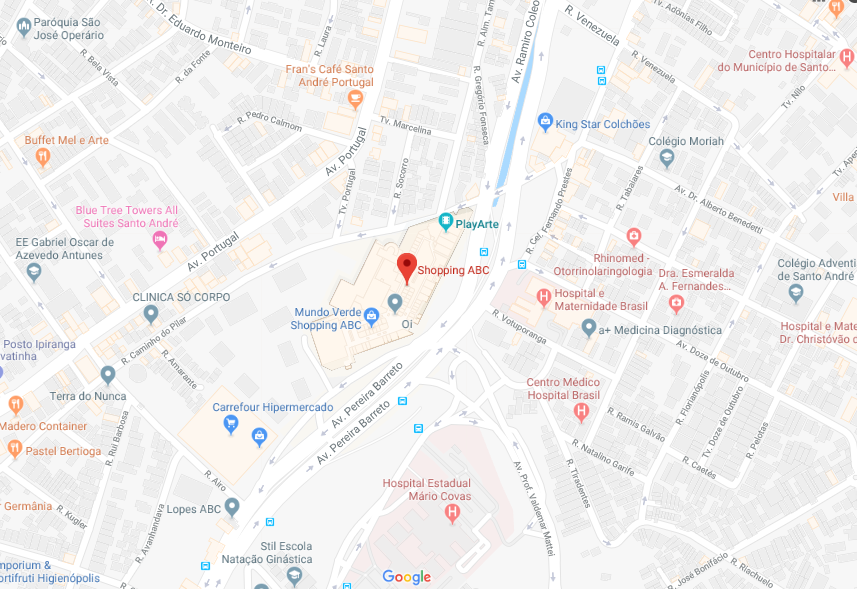 Paróquia São
José Operário
R. Dr. Eduardo Monteiro
R. Laura
R. Bela Vista
R. da Fonte
Fran's Café Santo
André Portugal
R. Alm. Tam
R. Gregório Fonseca
Av. Ramiro Coleo
R. Venezuela
Tv. Adônias Filho
R. Venezuela
Centro Hospitalar
do Município de Santo...
Tv. Nilo
R. Pedro Calmom
Tv. Marcelina
King Star Colchões
Colégio Moriah
Buffet Mel e Arte
Av. Portugal
Tv. Portugal
R. Socorro
R. Cel. Fernando Prestes
R. Tabaiares
Av. Dr. Alberto Benedetti
Villa
Blue Tree Towers All
Suites Santo André
PlayArte
EE Gabriel Oscar de
Azevedo Antunes
Av. Portugal
Shopping ABC
Rhinomed -
Otorrinolaringologia
Dra. Esmeralda
A. Fernandes...
Colégio Adventi
de Santo André
CLINICA SÓ CORPO
Hospital e
Maternidade Brasil
Mundo Verde
Shopping ABC
Oi
R. Votuporanga
a+ Medicina Diagnóstica
Hospital e Mate
Dr. Christóvão c
Posto Ipiranga
vatinha
R. Caminho do Pilar
R. Amarante
Av. Doze de Outubro
Terra do Nunca
Av. Pereira Barreto
Av. Pereira Barreto
Centro Médico
Hospital Brasil
R. Florianópolis
Tv. Doze de Outubro
R. Pelotas
Madero Container
Carrefour Hipermercado
R. Rui Barbosa
R. Ramis Galvão
Pastel Bertioga
R. Natalino Garife
R. Caetés
R. Airo
R. Tiradentes
Hospital Estadual
Mário Covas
Av. Prof. Valdemar Mattei
r Germânia
R. Kugler
Lopes ABC
R. Avanhandava
Stil Escola
Natação Ginástica
Google
R. José Bonifácio
R. Riachuelo
mporium &
ortifruti Higienópolis